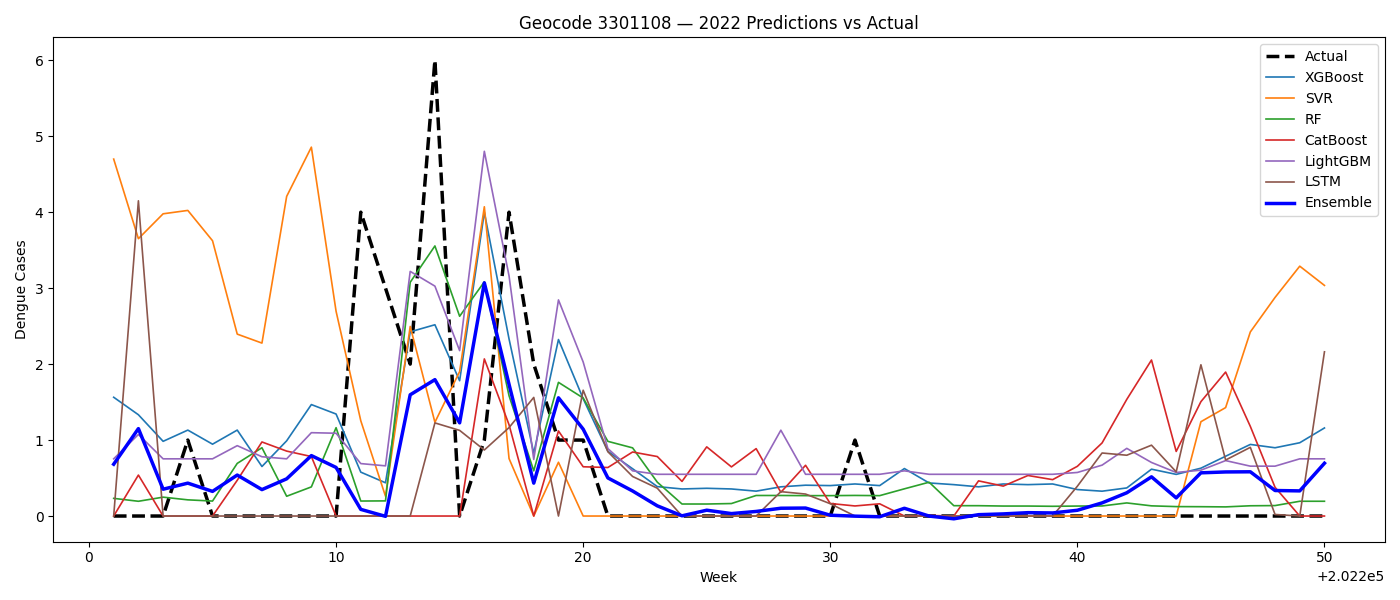 Geocode 3301108 — 2022 Predictions vs Actual
Dengue Cases
6
5
4
3
2
1
0
Actual
XGBoost
SVR
RF
CatBoost
LightGBM
LSTM
Ensemble
0 10 20 30 40 50
Week
+2.022e5